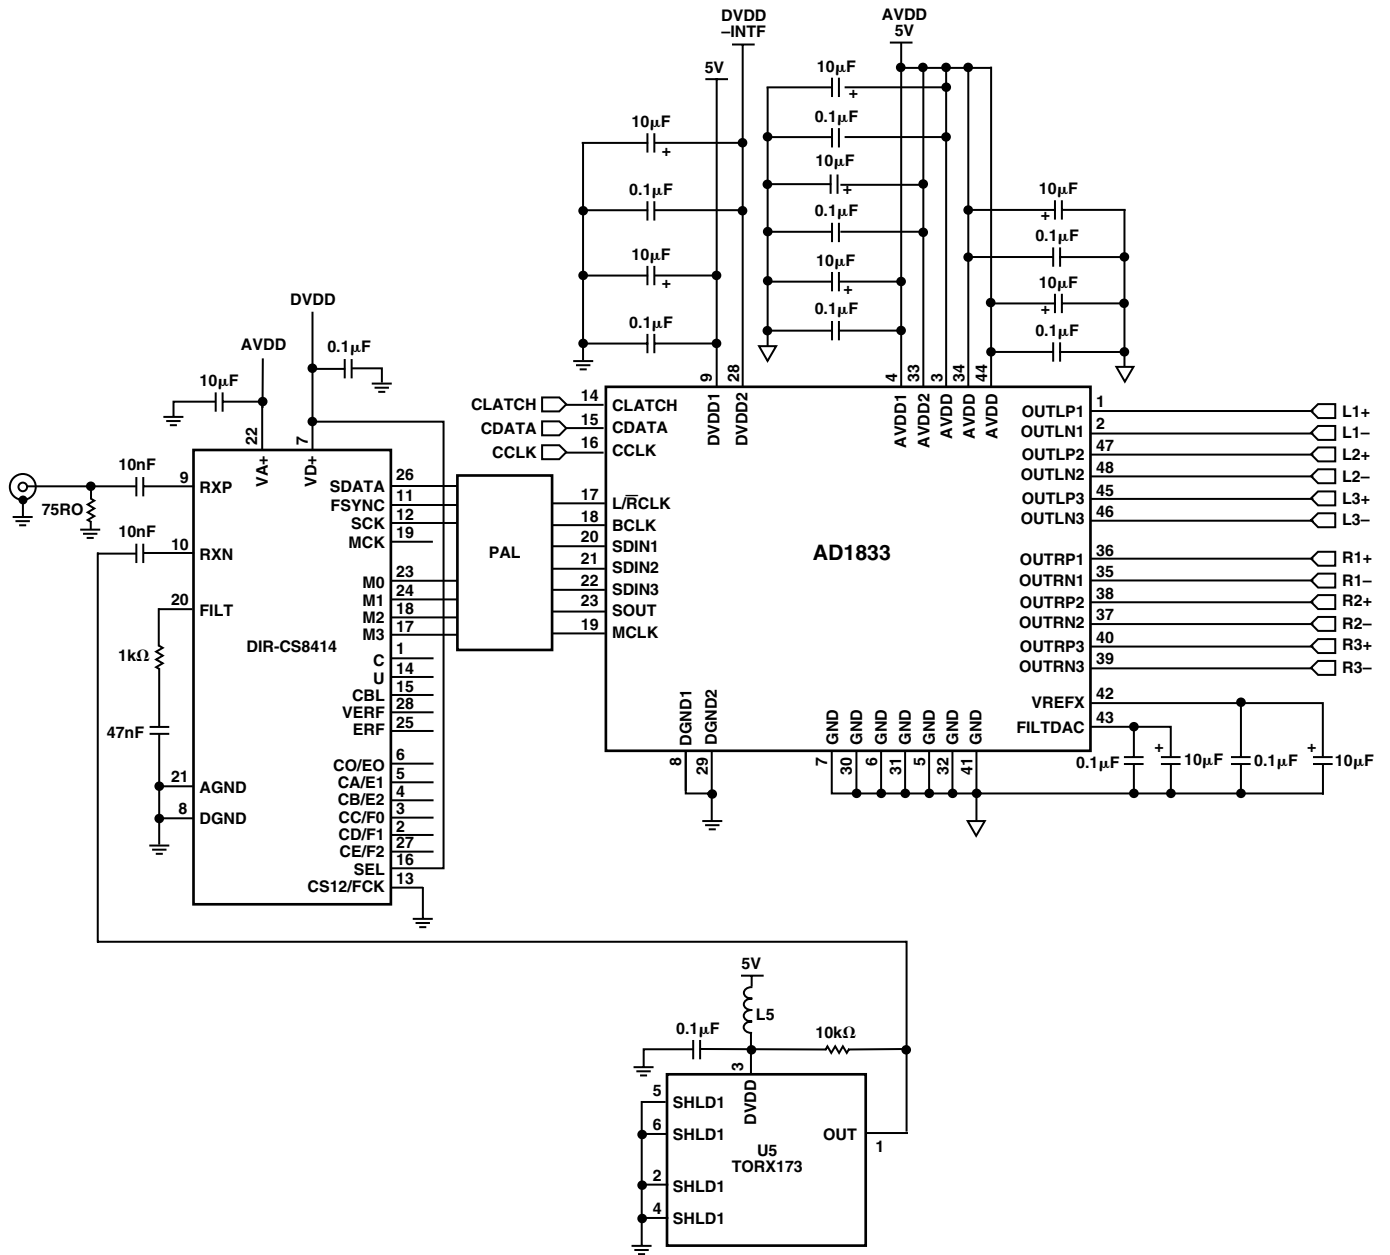 DVDD
–INTF
AVDD
5V
5V
10μF
0.1μF
10μF
0.1μF
10μF
0.1μF
10μF
0.1μF
10μF
0.1μF
10μF
0.1μF
10μF
0.1μF
10μF
0.1μF
DVDD
AVDD
0.1μF
10μF
22
7
VA+
VD+
10nF
9
RXP
75RO
10nF
10
RXN
20
FILT
1kΩ
47nF
21
AGND
8
DGND
DIR-CS8414
SDATA 26
FSYNC 11
SCK 12
MCK 19
M0 23
M1 24
M2 18
M3 17
C 1
U 14
CBL 15
VERF 28
ERF 25
CO/EO 6
CA/E1 5
CB/E2 4
CC/F0 3
CD/F1 2
CE/F2 27
SEL 16
CS12/FCK 13
PAL
CLATCH 14 CLATCH
CDATA 15 CDATA
CCLK 16 CCLK
17 L/R̅CLK
18 BCLK
20 SDIN1
21 SDIN2
22 SDIN3
23 SOUT
19 MCLK
9 28 4 33 3 34 44
DVDD1 DVDD2 AVDD1 AVDD2 AVDD AVDD AVDD
AD1833
OUTLP1 1 L1+
OUTLN1 2 L1–
OUTLP2 47 L2+
OUTLN2 48 L2–
OUTLP3 45 L3+
OUTLN3 46 L3–
OUTRP1 36 R1+
OUTRN1 35 R1–
OUTRP2 38 R2+
OUTRN2 37 R2–
OUTRP3 40 R3+
OUTRN3 39 R3–
VREFX 42
FILTDAC 43
DGND1 DGND2 GND GND GND GND GND GND GND
8 29 7 30 6 31 5 32 41
0.1μF 10μF 0.1μF 10μF
5V
L5
0.1μF
10kΩ
3
DVDD
5 SHLD1
6 SHLD1
2 SHLD1
4 SHLD1
OUT 1
U5
TORX173